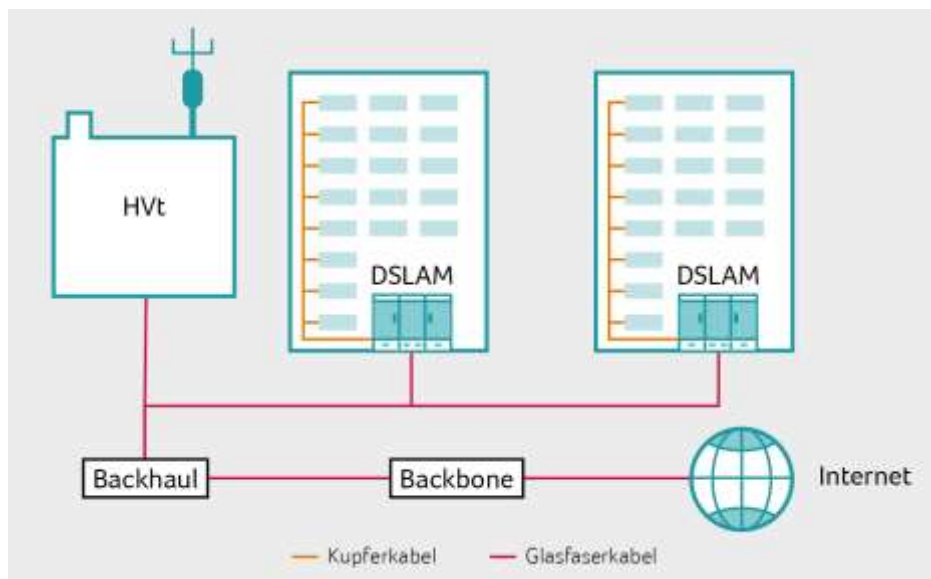 HVt
DSLAM
DSLAM
Backhaul
Backbone
Internet
Kupferkabel
Glasfaserkabel